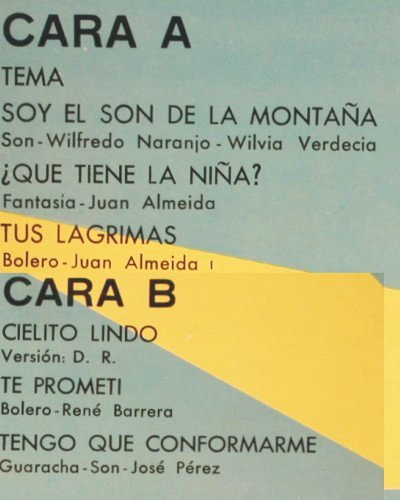 CARA A
TEMA
SOY EL SON DE LA MONTAÑA
Son-Wilfredo Naranjo-Wilvia Verdecia
¿QUE TIENE LA NIÑA?
Fantasía-Juan Almeida
TUS LAGRIMAS
Bolero-Juan Almeida
CARA B
CIELITO LINDO
Versión: D. R.
TE PROMETI
Bolero-René Barrera
TENGO QUE CONFORMARME
Guaracha-Son-José Pérez